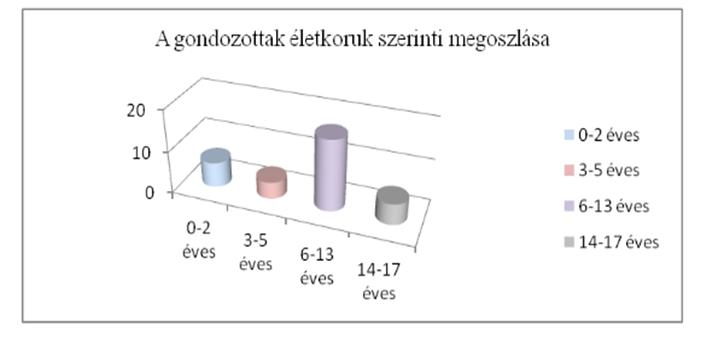 A gondozottak életkoruk szerinti megoszlása
20
10
0
0-2
éves
3-5
éves
6-13
éves
14-17
éves
0-2 éves
3-5 éves
6-13 éves
14-17 éves